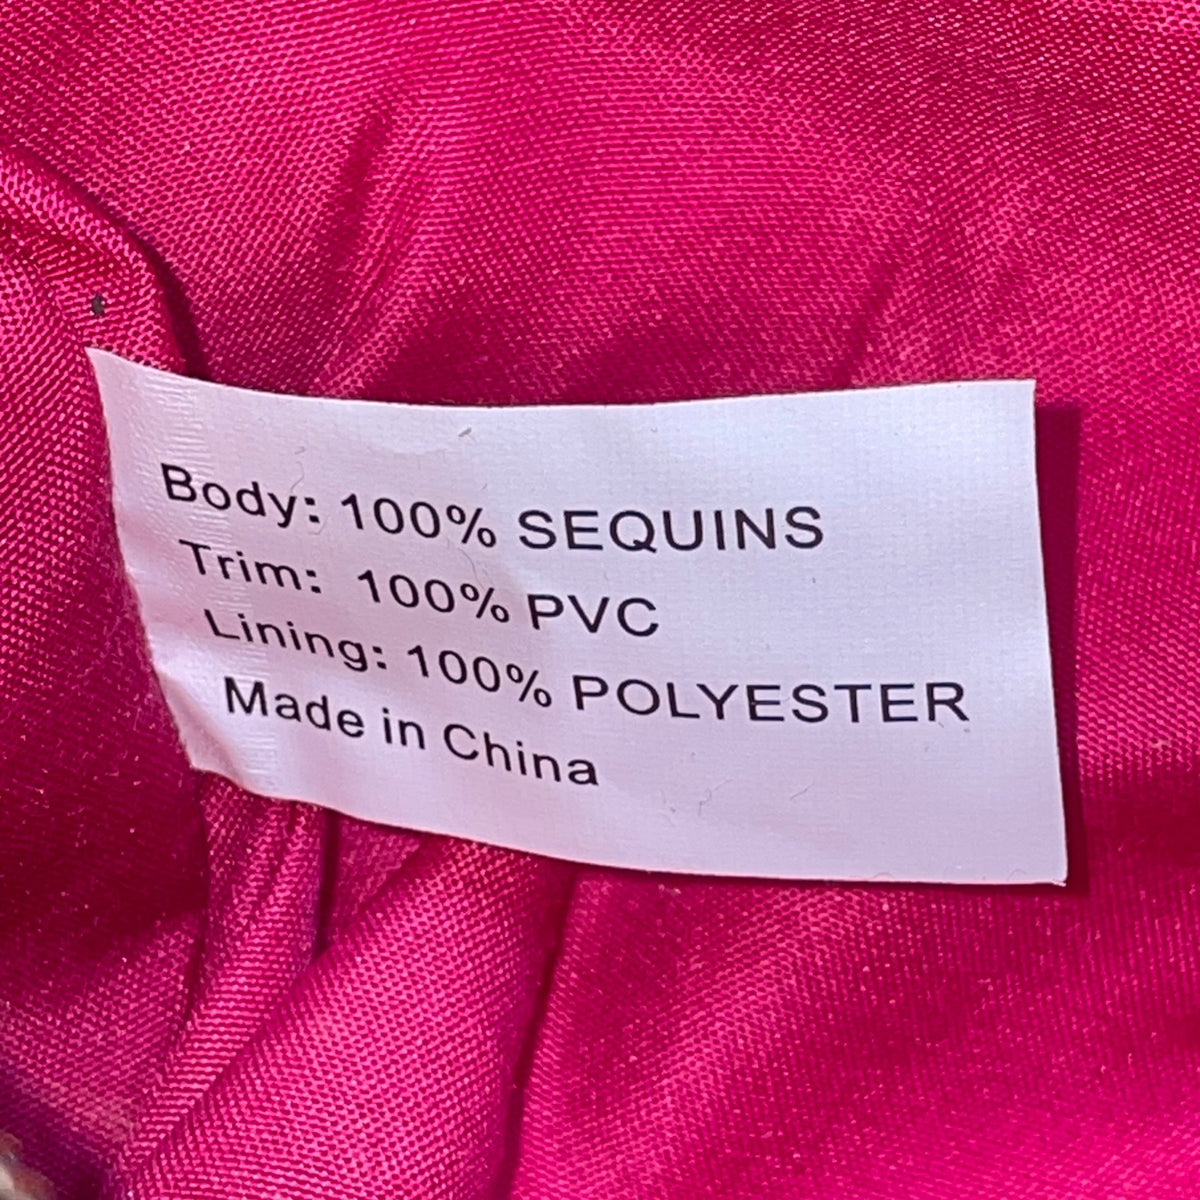 Body: 100% SEQUINS
Trim: 100% PVC
Lining: 100% POLYESTER
Made in China